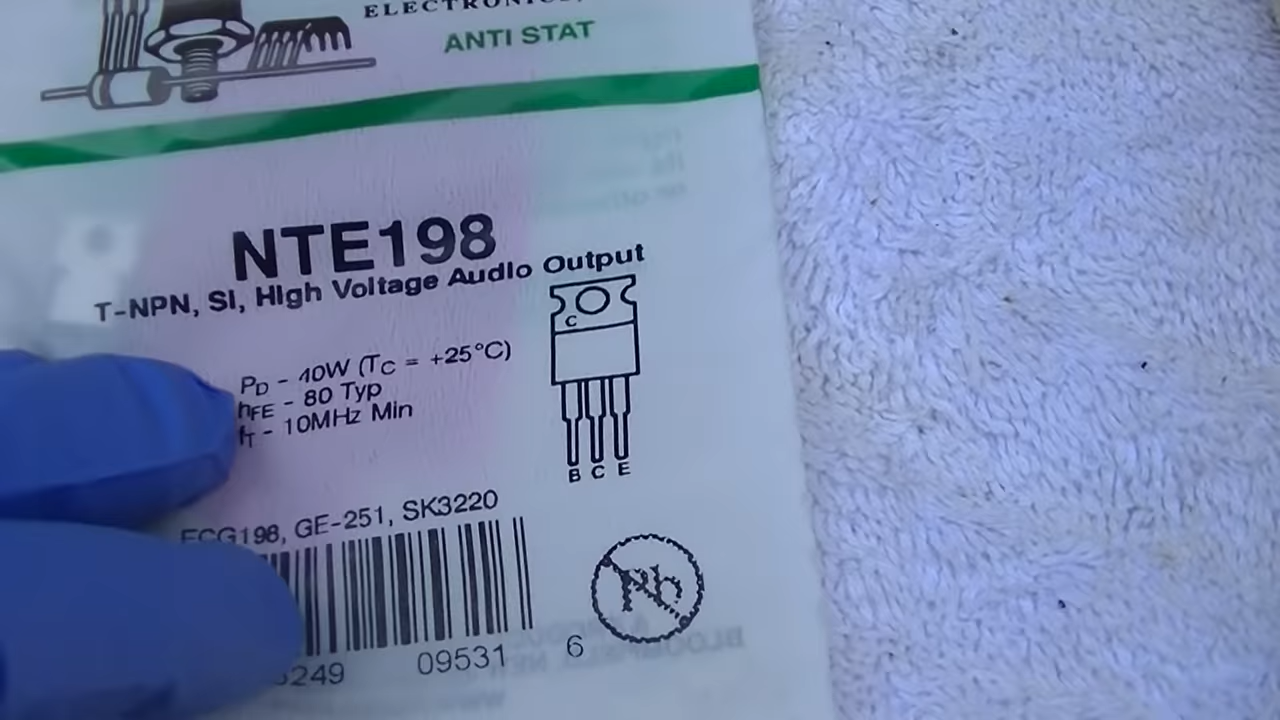 ELECTRONICS,
ANTI STAT
NTE198
T-NPN, SI, High Voltage Audio Output
C
PD - 40W (TC = +25°C)
hFE - 80 Typ
fT - 10MHz Min
B C E
ECG198, GE-251, SK3220
Pb
249 09531 6